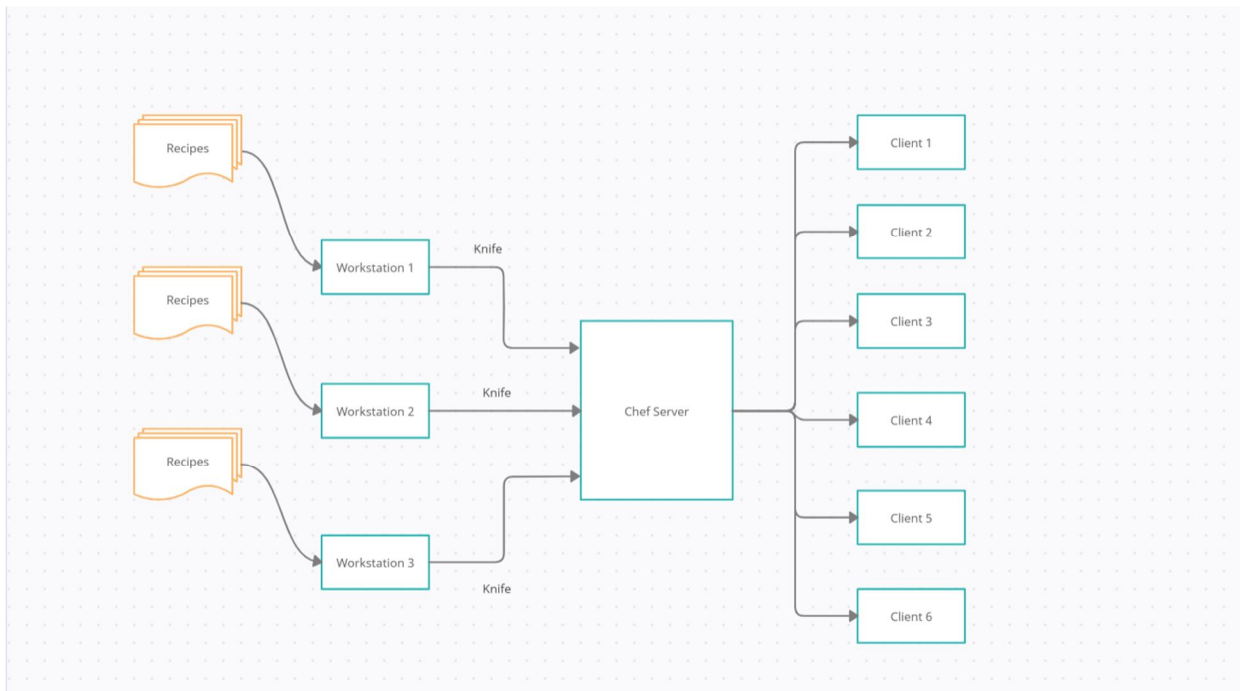 Recipes
Workstation 1
Knife
Recipes
Workstation 2
Knife
Recipes
Workstation 3
Knife
Chef Server
Client 1
Client 2
Client 3
Client 4
Client 5
Client 6